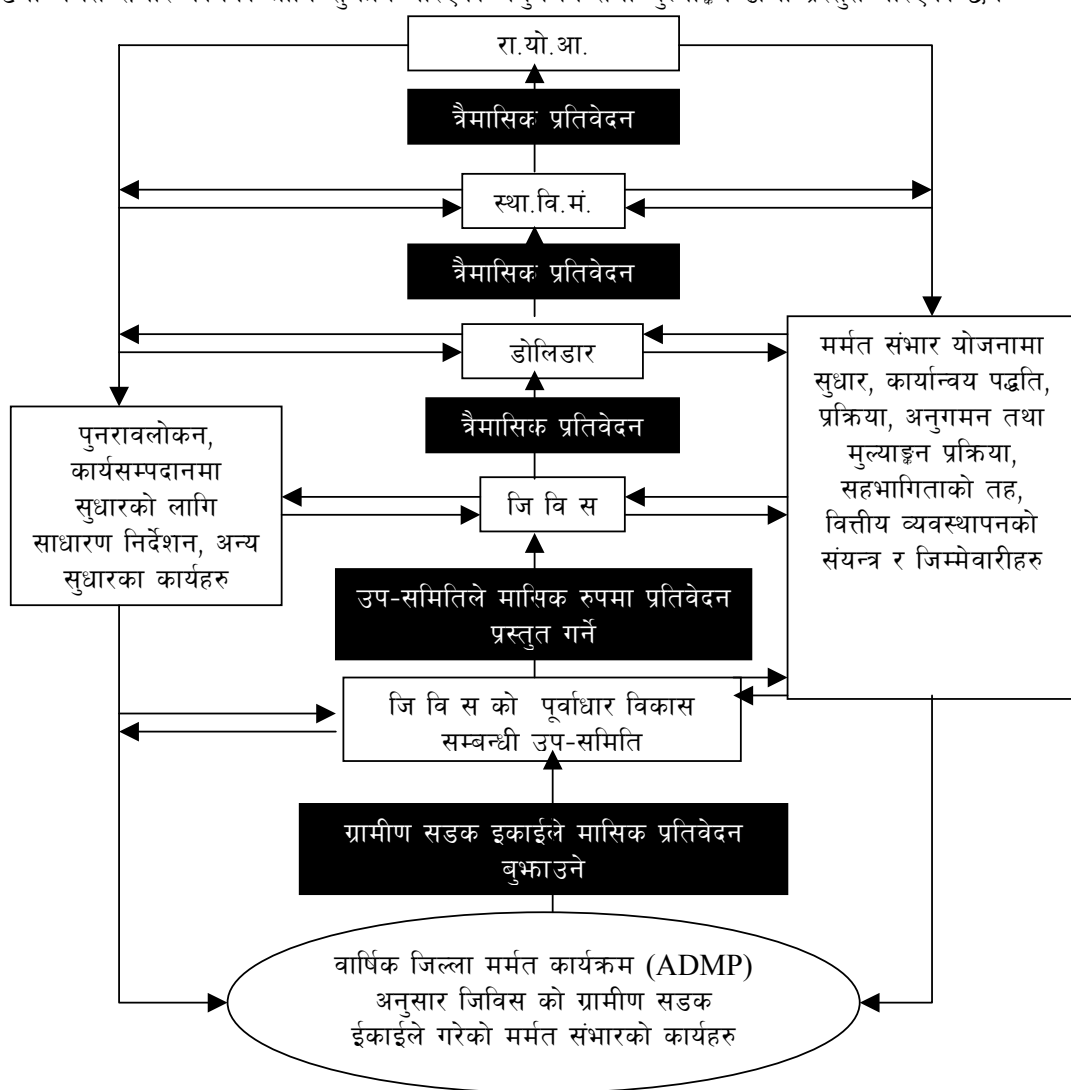 रा.यो.आ.
त्रैमासिक प्रतिवेदन
स्था.वि.मं.
त्रैमासिक प्रतिवेदन
डोलिडार
त्रैमासिक प्रतिवेदन
जि वि स
पुनरावलोकन,
कार्यसम्पदानमा
सुधारको लागि
साधारण निर्देशन, अन्य
सुधारका कार्यहरु
मर्मत संभार योजनामा
सुधार, कार्यान्वय पद्धति,
प्रक्रिया, अनुगमन तथा
मुल्याङ्कन प्रक्रिया,
सहभागिताको तह,
वित्तीय व्यवस्थापनको
संयन्त्र र जिम्मेवारीहरु
उप-समितिले मासिक रुपमा प्रतिवेदन
प्रस्तुत गर्ने
जि वि स को पूर्वाधार विकास
सम्बन्धी उप-समिति
ग्रामीण सडक इकाईले मासिक प्रतिवेदन
बुझाउने
वार्षिक जिल्ला मर्मत कार्यक्रम (ADMP)
अनुसार जिविस को ग्रामीण सडक
ईकाईले गरेको मर्मत संभारको कार्यहरु